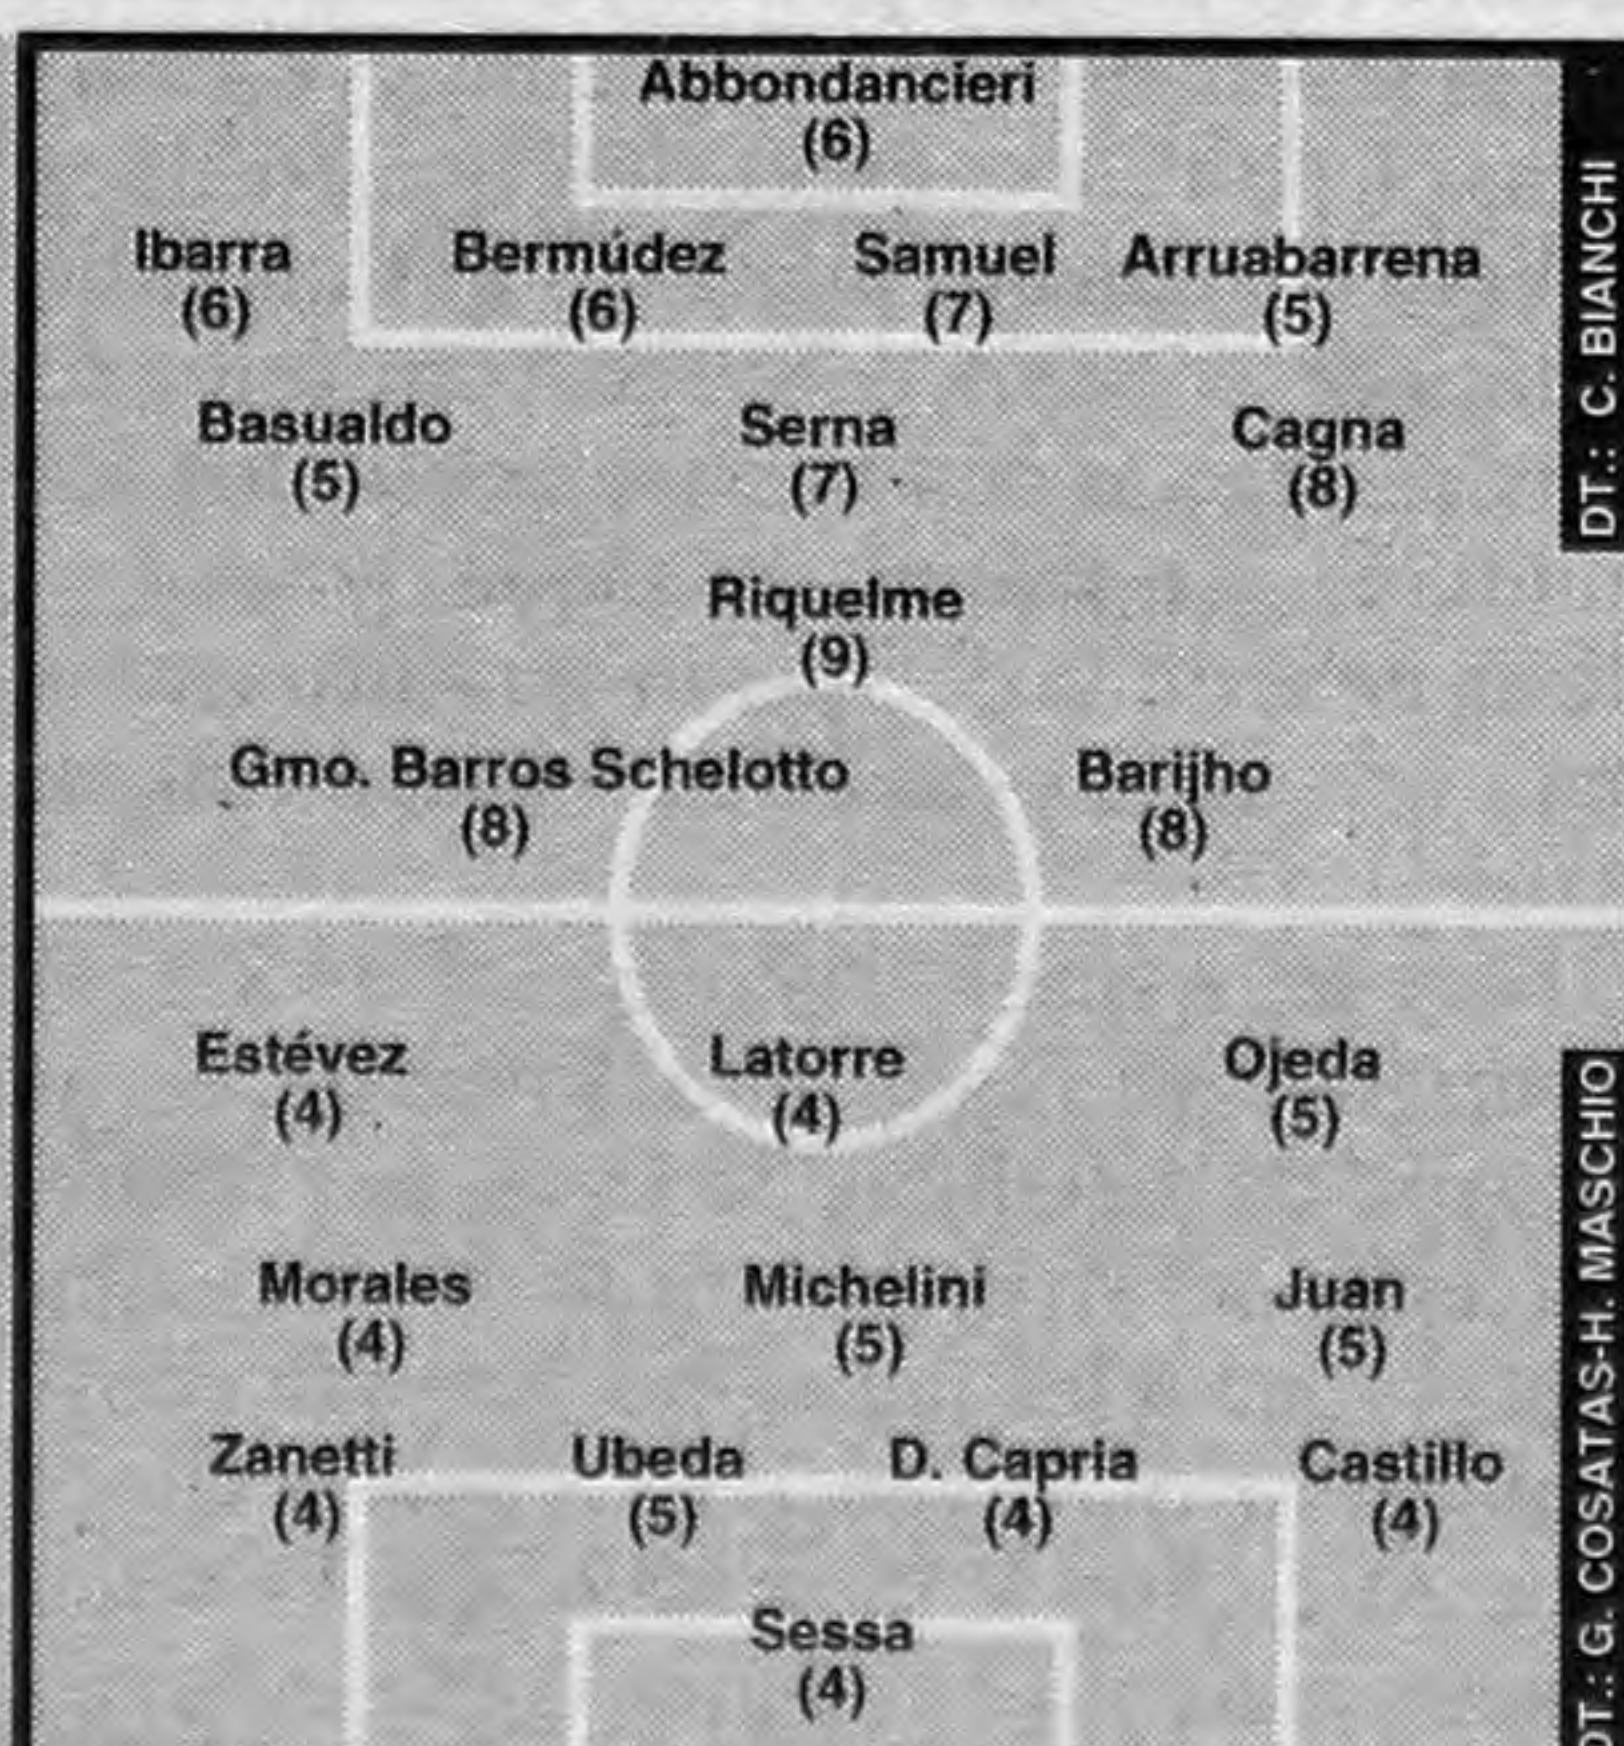 Abbondancieri
(6)
Ibarra Bermúdez Samuel Arruabarrena
(6) (6) (7) (5)
Basualdo Serna Cagna
(5) (7) (8)
Riquelme
(9)
Gmo. Barros Schelotto Barijho
(8) (8)
DT.: C. BIANCHI
Estévez Latorre Ojeda
(4) (4) (5)
Morales Michelini Juan
(4) (5) (5)
Zanetti Ubeda D. Capria Castillo
(4) (5) (4) (4)
Sessa
(4)
DT.: G. COSATAS-H. MASCHIO